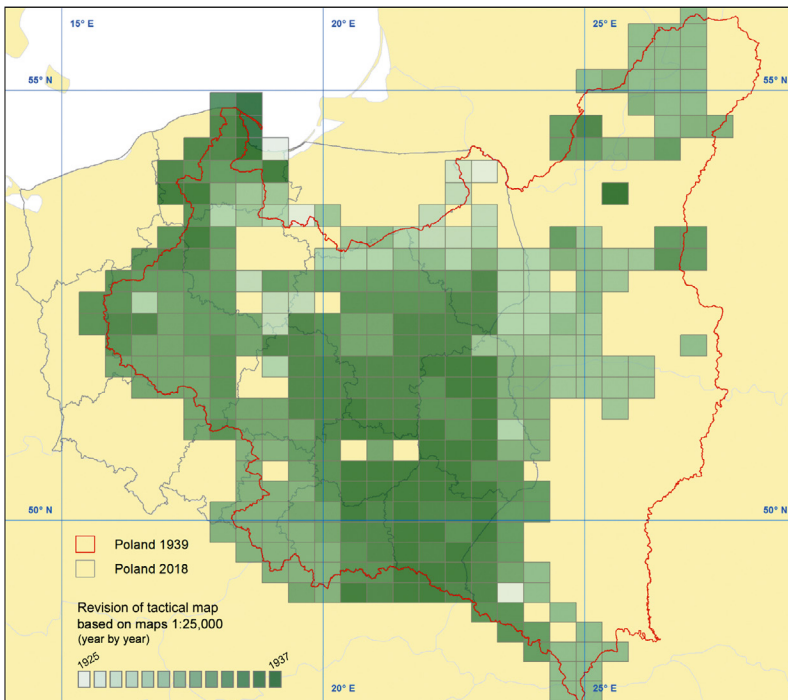 15° E
20° E
25° E
55° N
55° N
50° N
50° N
Poland 1939
Poland 2018
Revision of tactical map
based on maps 1:25,000
(year by year)
1925
1937
20° E
25° E